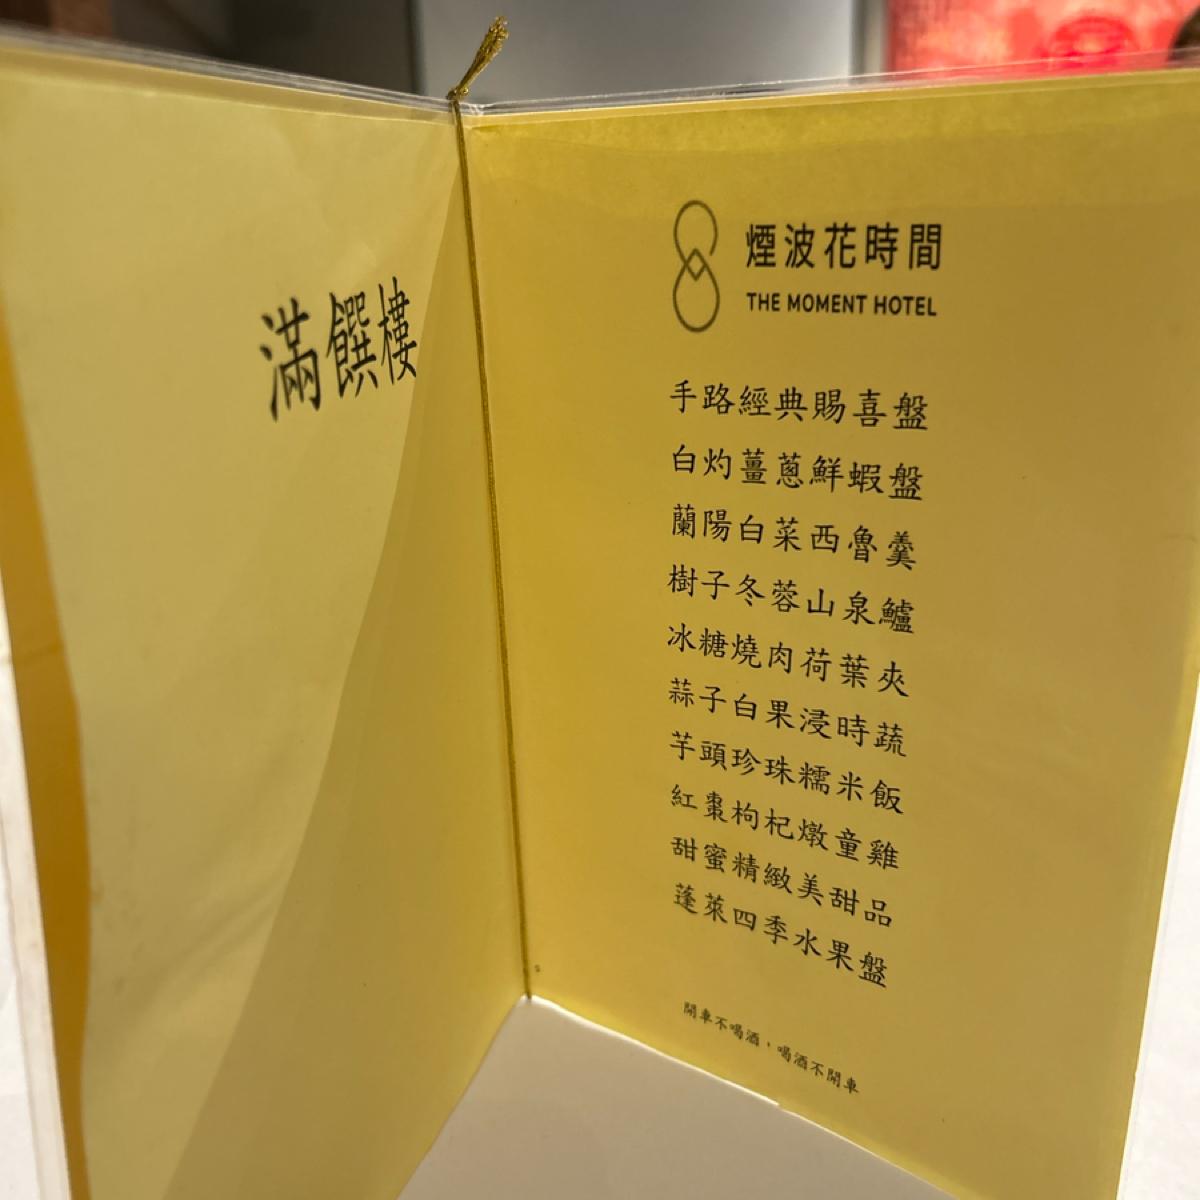 滿饌樓
煙波花時間
THE MOMENT HOTEL
手路經典賜喜盤
白灼薑蔥鮮蝦盤
蘭陽白菜西魯羹
樹子冬蓉山泉鱸
冰糖燒肉荷葉夾
蒜子白果浸時蔬
芋頭珍珠糯米飯
紅棗枸杞燉童雞
甜蜜精緻美甜品
蓬萊四季水果盤
開車不喝酒，喝酒不開車